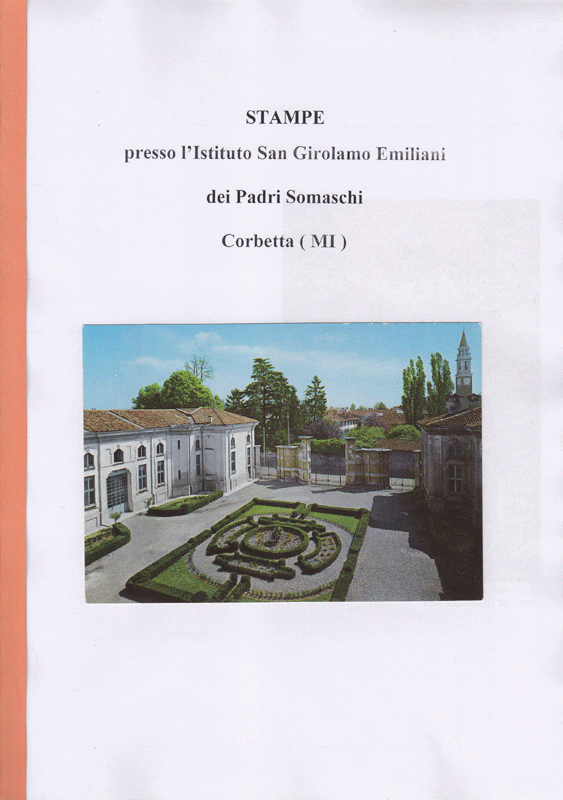 STAMPE
presso l'Istituto San Girolamo Emiliani
dei Padri Somaschi
Corbetta ( MI )